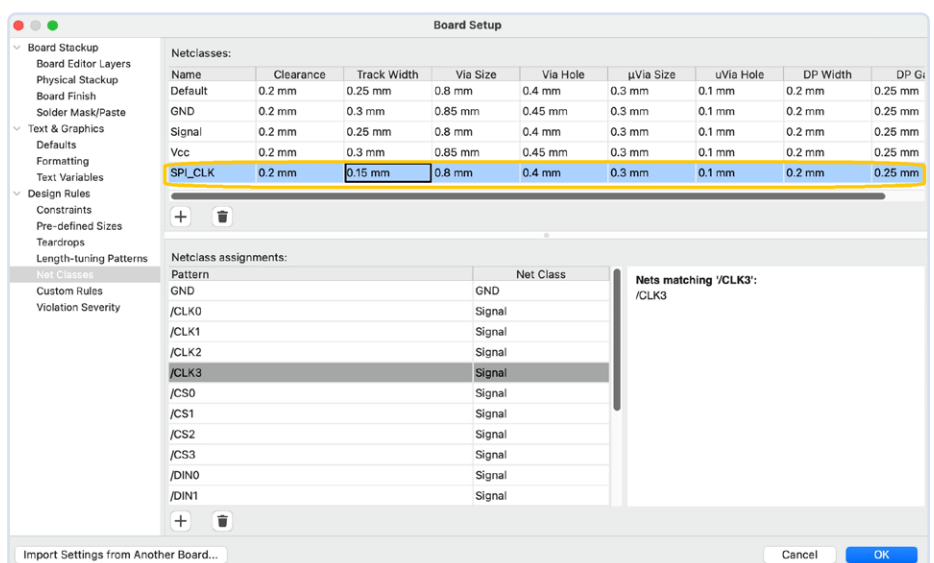 Board Setup
Board Stackup
Board Editor Layers
Physical Stackup
Board Finish
Solder Mask/Paste
Text & Graphics
Defaults
Formatting
Text Variables
Design Rules
Constraints
Pre-defined Sizes
Teardrops
Length-tuning Patterns
Net Classes
Custom Rules
Violation Severity
Netclasses:
Name Clearance Track Width Via Size Via Hole µVia Size uVia Hole DP Width DP Ga
Default 0.2 mm 0.25 mm 0.8 mm 0.4 mm 0.3 mm 0.1 mm 0.2 mm 0.25 mm
GND 0.2 mm 0.3 mm 0.85 mm 0.45 mm 0.3 mm 0.1 mm 0.2 mm 0.25 mm
Signal 0.2 mm 0.25 mm 0.8 mm 0.4 mm 0.3 mm 0.1 mm 0.2 mm 0.25 mm
Vcc 0.2 mm 0.3 mm 0.85 mm 0.45 mm 0.3 mm 0.1 mm 0.2 mm 0.25 mm
SPI_CLK 0.2 mm 0.15 mm 0.8 mm 0.4 mm 0.3 mm 0.1 mm 0.2 mm 0.25 mm
Netclass assignments:
Pattern Net Class
GND GND
/CLK0 Signal
/CLK1 Signal
/CLK2 Signal
/CLK3 Signal
/CS0 Signal
/CS1 Signal
/CS2 Signal
/CS3 Signal
/DIN0 Signal
/DIN1 Signal
Nets matching '/CLK3':
/CLK3
Import Settings from Another Board...
Cancel
OK